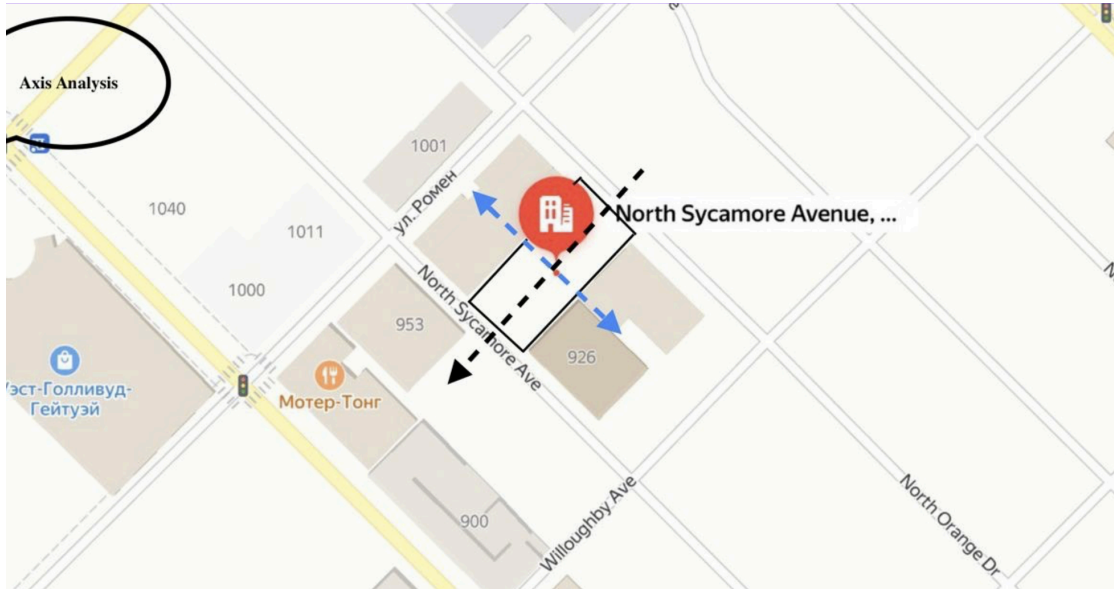 Axis Analysis
1001
ул. Ромен
1040
1011
North Sycamore Avenue, ...
1000
North Sycamore Ave
953
926
эст-Голливуд-
Гейтуэй
Мотер-Тонг
900
Willoughby Ave
North Orange Dr